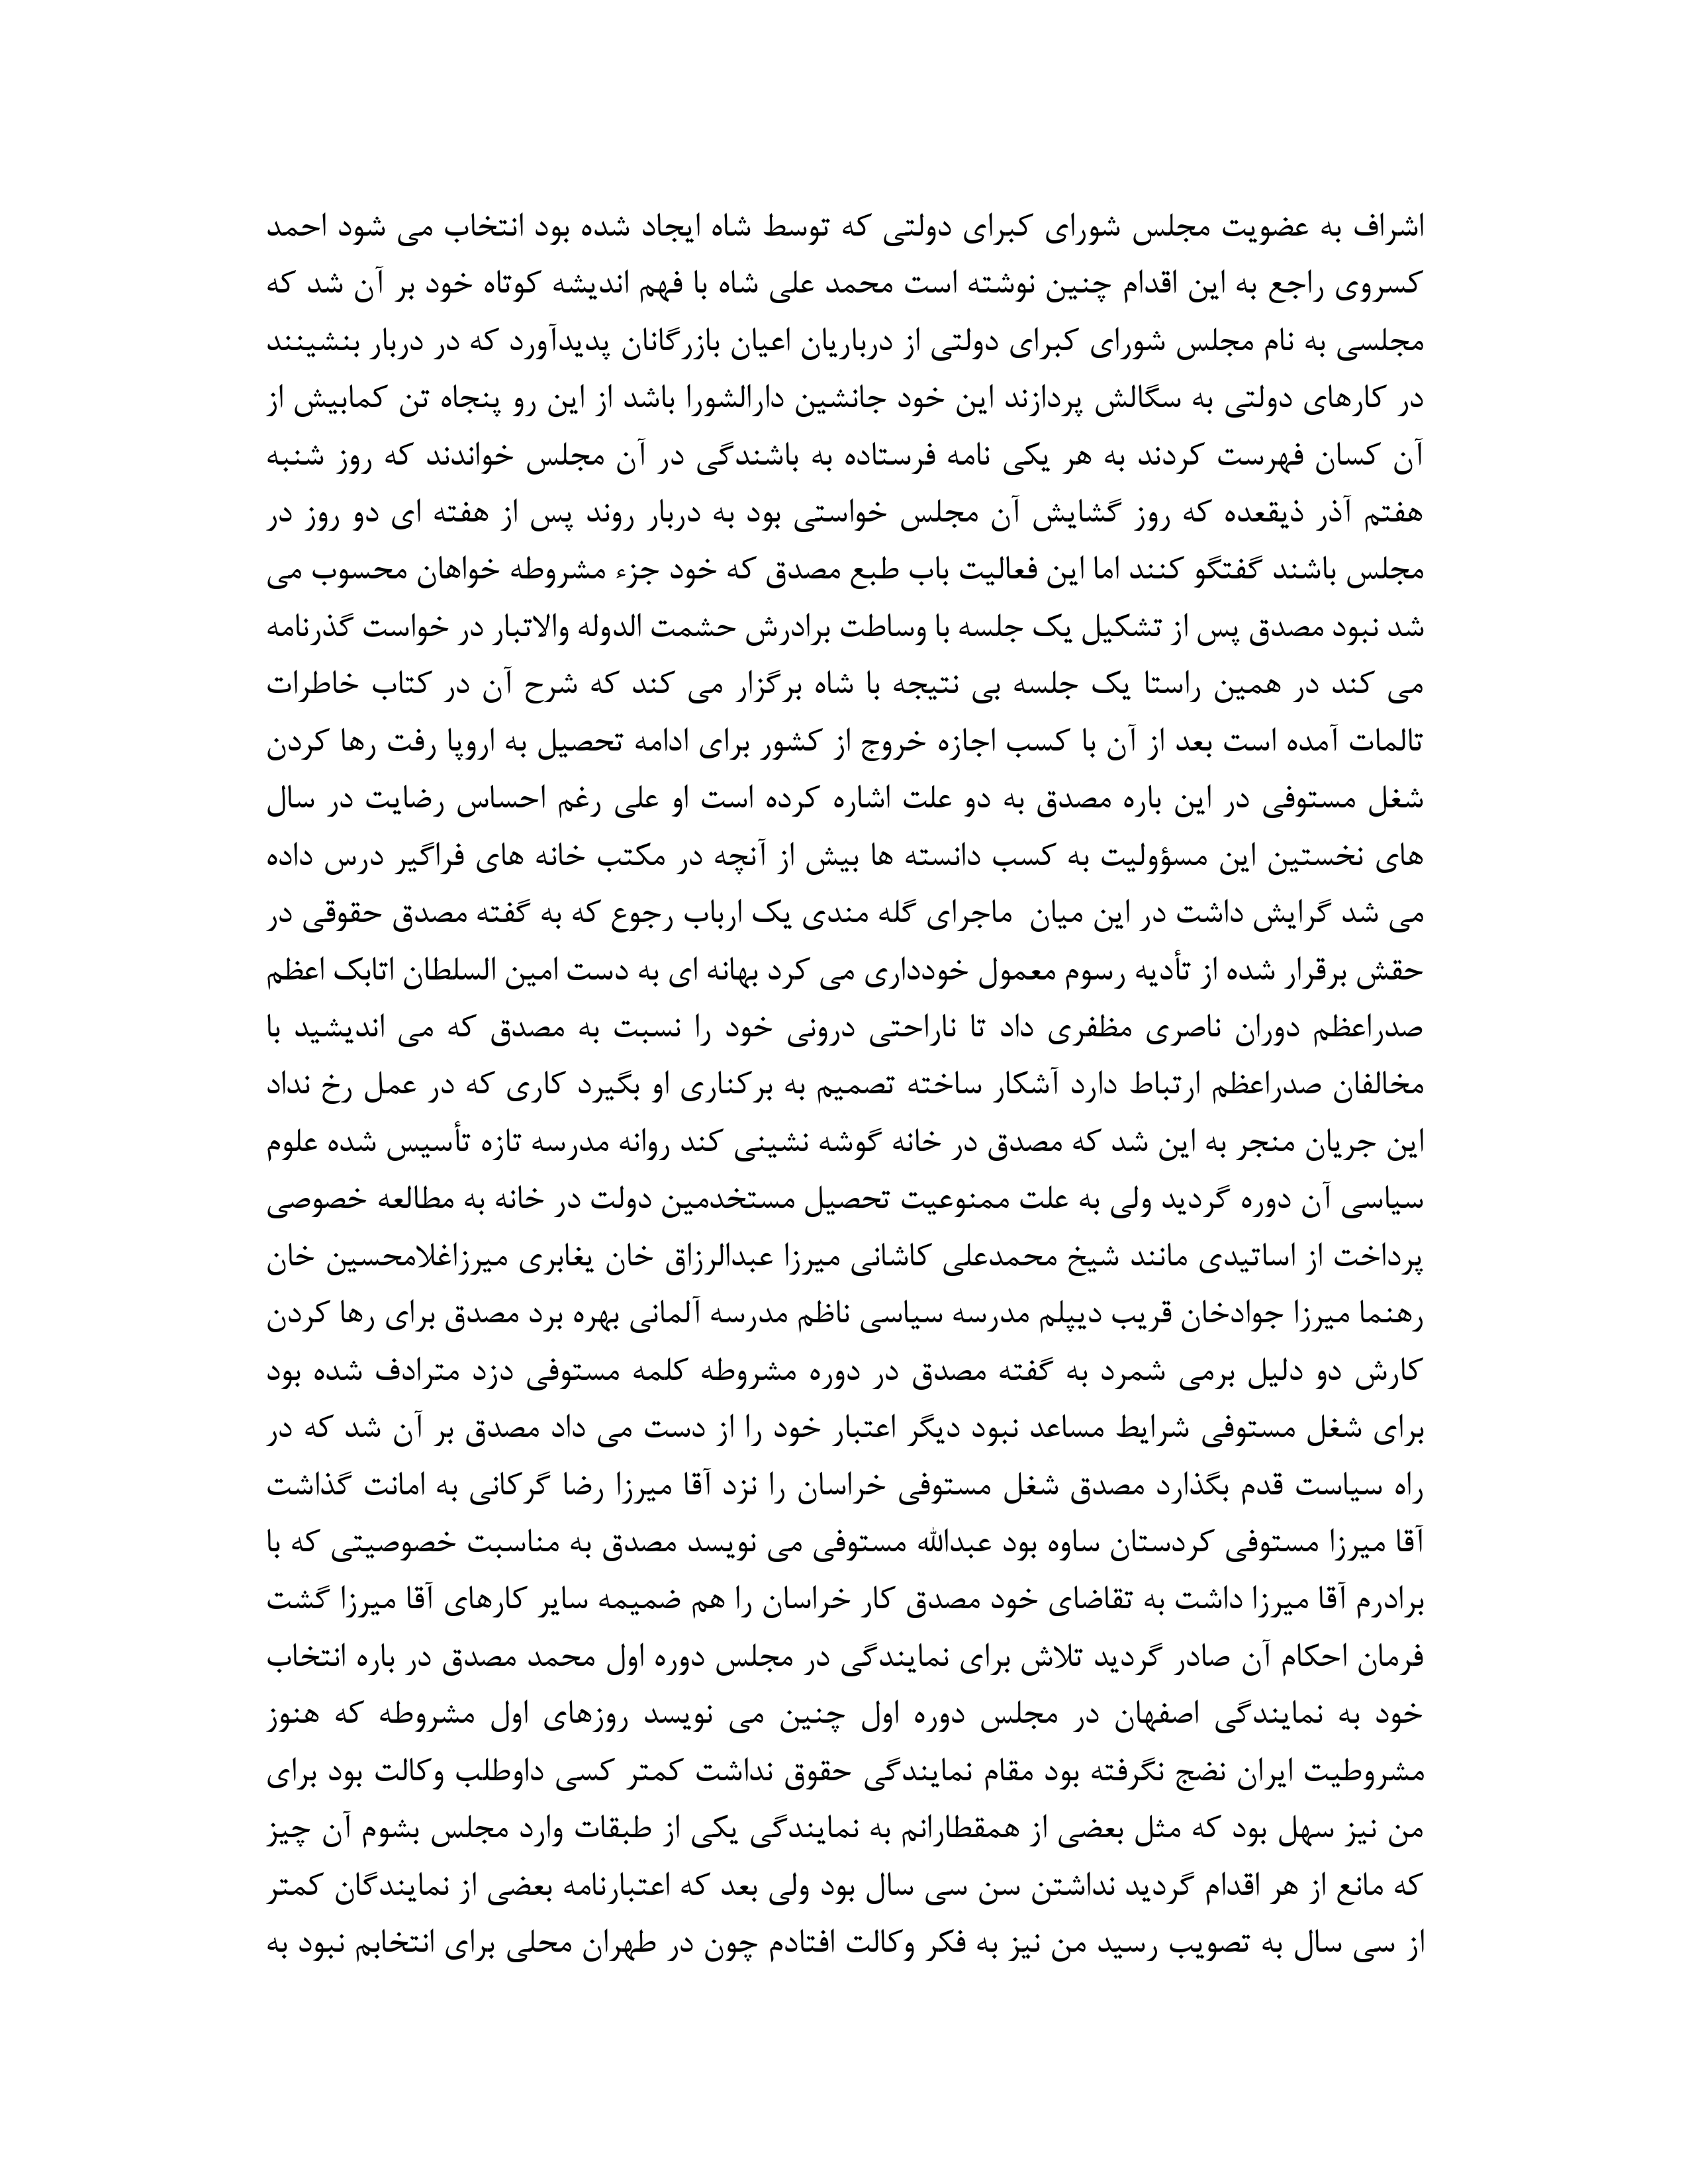 اشراف به عضویت مجلس شورای کبرای دولتی که توسط شاه ایجاد شده بود انتخاب می شود احمد
کسروی راجع به این اقدام چنین نوشته است محمد علی شاه با فهم اندیشه کوتاه خود بر آن شد که
مجلسی به نام مجلس شورای کبرای دولتی از درباریان اعیان بازرگانان پدیدآورد که در دربار بنشینند
در کارهای دولتی به سگالش پردازند این خود جانشین دارالشورا باشد از این رو پنجاه تن کمابیش از
آن کسان فهرست کردند به هر یکی نامه فرستاده به باشندگی در آن مجلس خواندند که روز شنبه
هفتم آذر ذیقعده که روز گشایش آن مجلس خواستی بود به دربار روند پس از هفته ای دو روز در
مجلس باشند گفتگو کنند اما این فعالیت باب طبع مصدق که خود جزء مشروطه خواهان محسوب می
شد نبود مصدق پس از تشکیل یک جلسه با وساطت برادرش حشمت الدوله والاتبار در خواست گذرنامه
می کند در همین راستا یک جلسه بی نتیجه با شاه برگزار می کند که شرح آن در کتاب خاطرات
تالمات آمده است بعد از آن با کسب اجازه خروج از کشور برای ادامه تحصیل به اروپا رفت رها کردن
شغل مستوفی در این باره مصدق به دو علت اشاره کرده است او علی رغم احساس رضایت در سال
های نخستین این مسؤولیت به کسب دانسته ها بیش از آنچه در مکتب خانه های فراگیر درس داده
می شد گرایش داشت در این میان  ماجرای گله مندی یک ارباب رجوع که به گفته مصدق حقوقی در
حقش برقرار شده از تأدیه رسوم معمول خودداری می کرد بهانه ای به دست امین السلطان اتابک اعظم
صدراعظم دوران ناصری مظفری داد تا ناراحتی درونی خود را نسبت به مصدق که می اندیشید با
مخالفان صدراعظم ارتباط دارد آشکار ساخته تصمیم به برکناری او بگیرد کاری که در عمل رخ نداد
این جریان منجر به این شد که مصدق در خانه گوشه نشینی کند روانه مدرسه تازه تأسیس شده علوم
سیاسی آن دوره گردید ولی به علت ممنوعیت تحصیل مستخدمین دولت در خانه به مطالعه خصوصی
پرداخت از اساتیدی مانند شیخ محمدعلی کاشانی میرزا عبدالرزاق خان یغابری میرزاغلامحسین خان
رهنما میرزا جوادخان قریب دیپلم مدرسه سیاسی ناظم مدرسه آلمانی بهره برد مصدق برای رها کردن
کارش دو دلیل برمی شمرد به گفته مصدق در دوره مشروطه کلمه مستوفی دزد مترادف شده بود
برای شغل مستوفی شرایط مساعد نبود دیگر اعتبار خود را از دست می داد مصدق بر آن شد که در
راه سیاست قدم بگذارد مصدق شغل مستوفی خراسان را نزد آقا میرزا رضا گرکانی به امانت گذاشت
آقا میرزا مستوفی کردستان ساوه بود عبدالله مستوفی می نویسد مصدق به مناسبت خصوصیتی که با
برادرم آقا میرزا داشت به تقاضای خود مصدق کار خراسان را هم ضمیمه سایر کارهای آقا میرزا گشت
فرمان احکام آن صادر گردید تلاش برای نمایندگی در مجلس دوره اول محمد مصدق در باره انتخاب
خود به نمایندگی اصفهان در مجلس دوره اول چنین می نویسد روزهای اول مشروطه که هنوز
مشروطیت ایران نضج نگرفته بود مقام نمایندگی حقوق نداشت کمتر کسی داوطلب وکالت بود برای
من نیز سهل بود که مثل بعضی از همقطارانم به نمایندگی یکی از طبقات وارد مجلس بشوم آن چیز
که مانع از هر اقدام گردید نداشتن سن سی سال بود ولی بعد که اعتبارنامه بعضی از نمایندگان کمتر
از سی سال به تصویب رسید من نیز به فکر وکالت افتادم چون در طهران محلی برای انتخابم نبود به